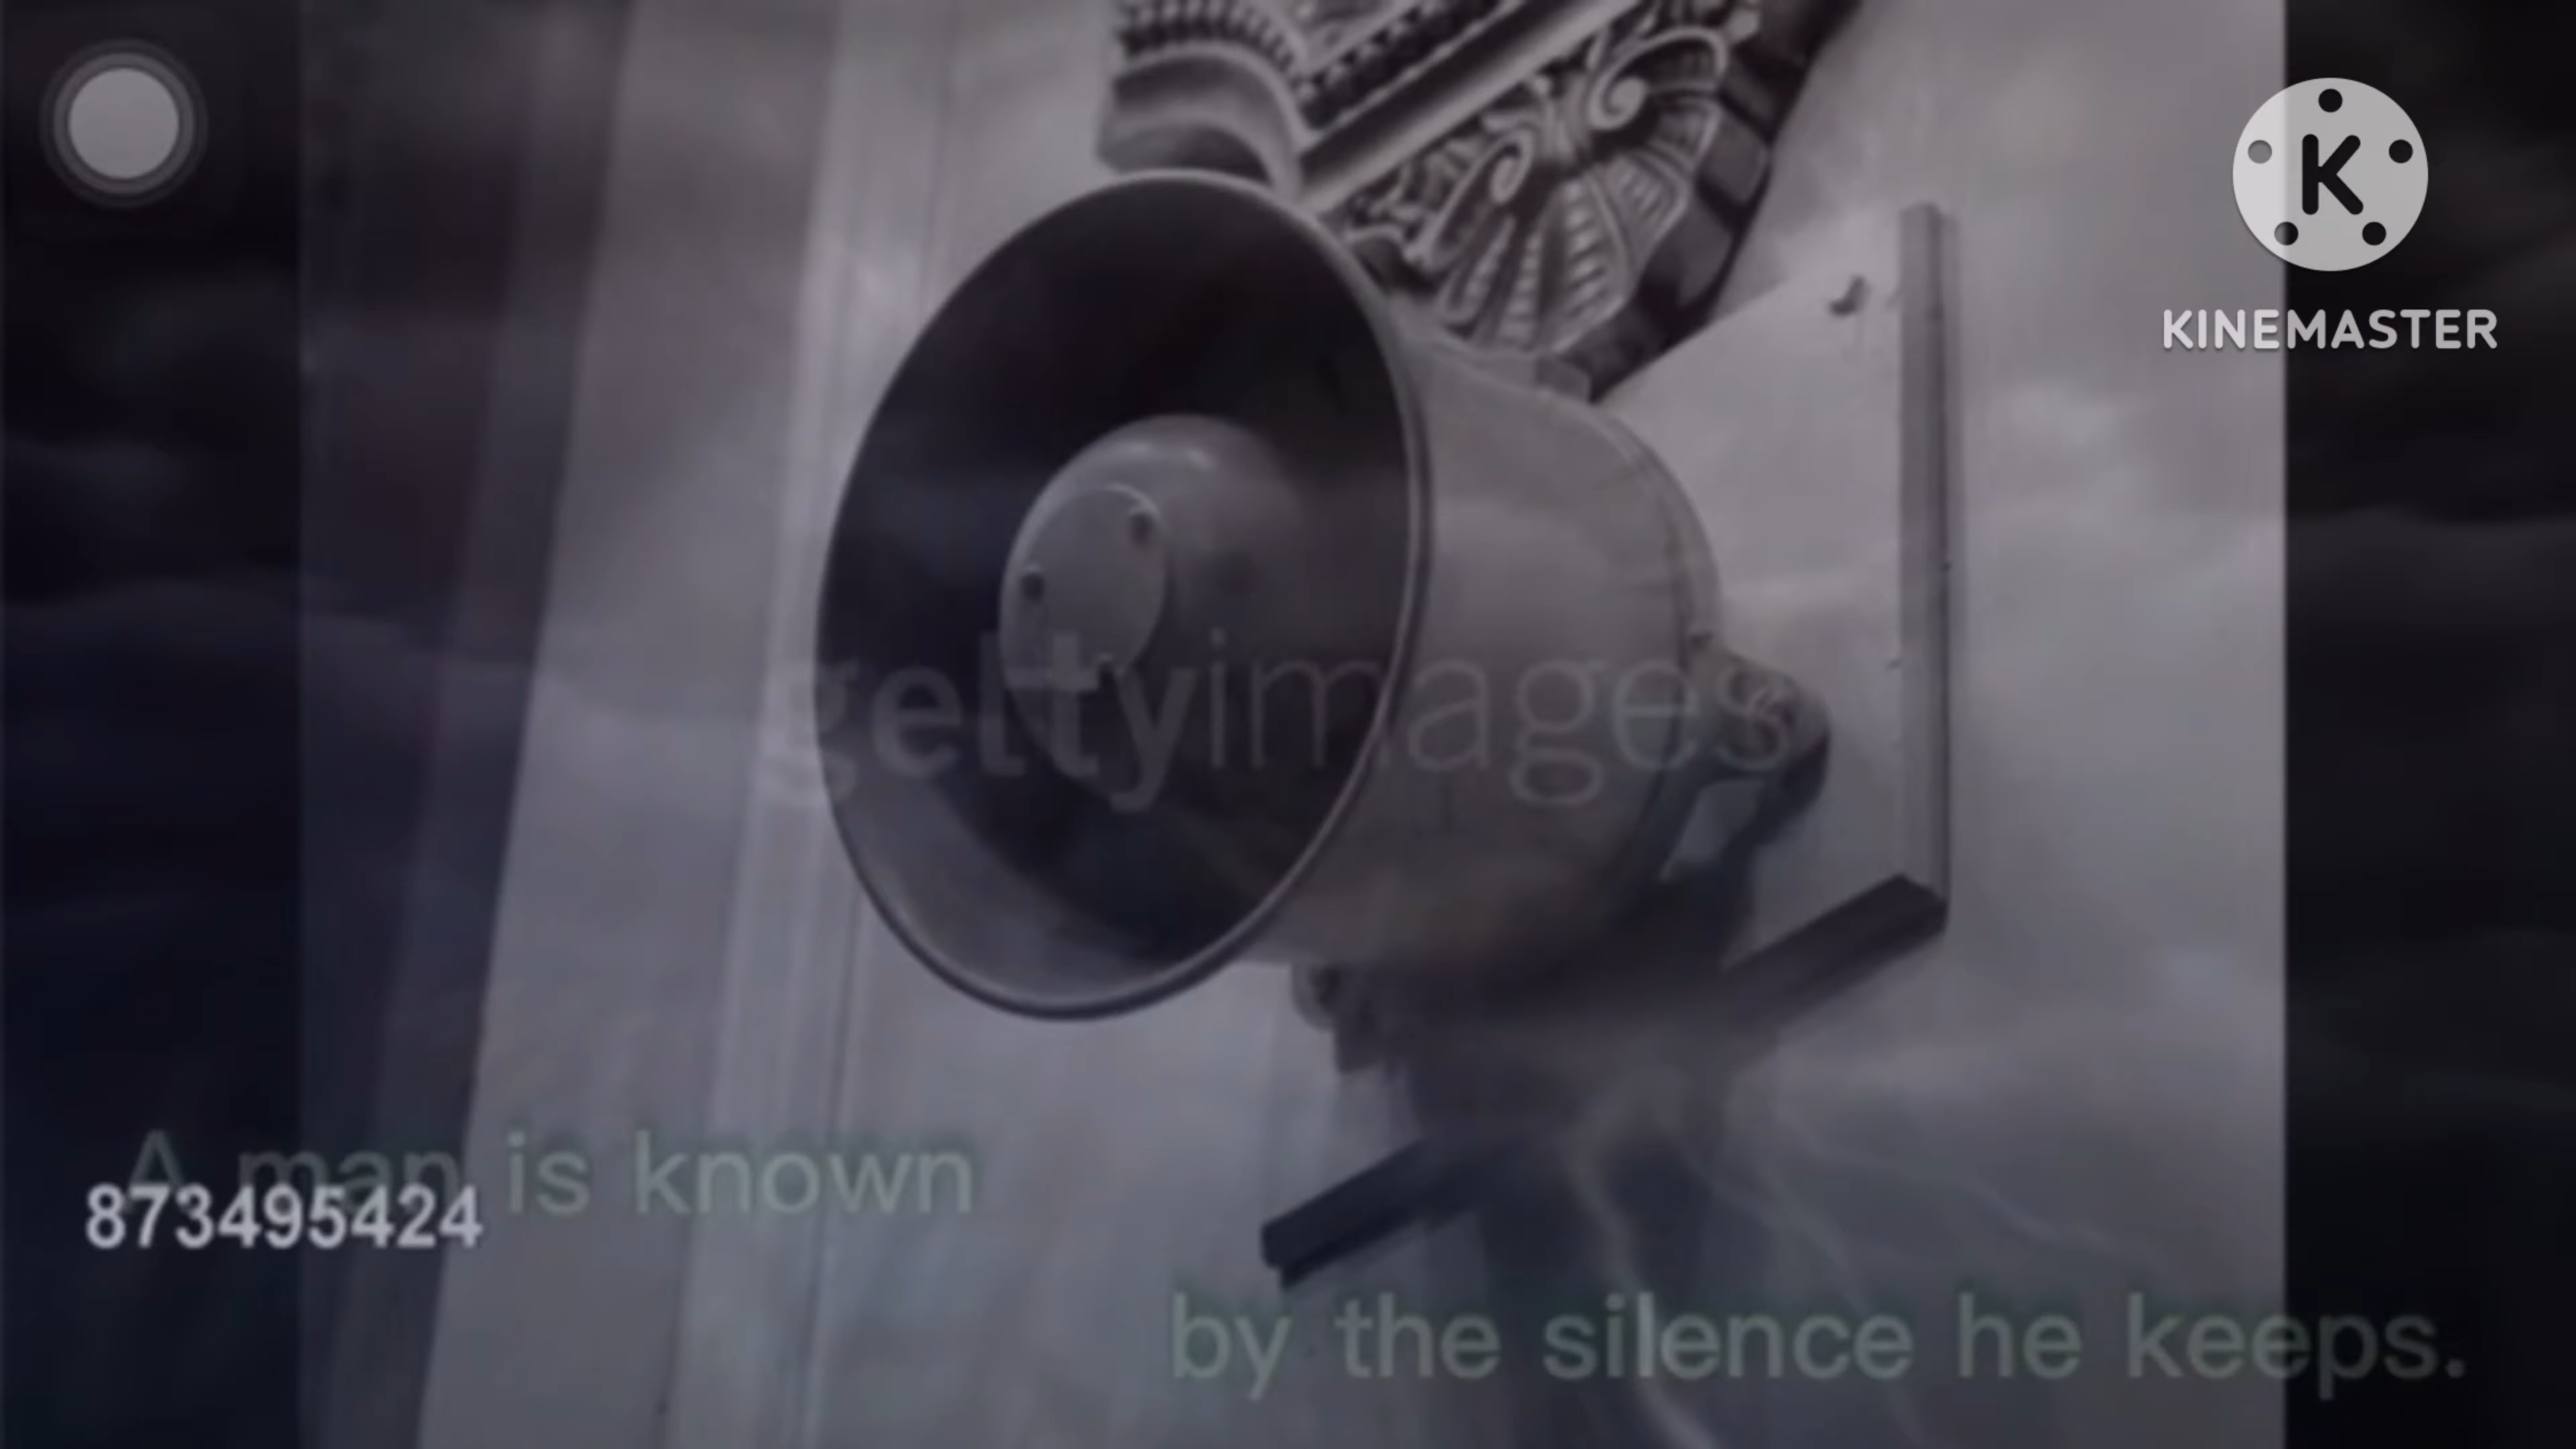 K
KINEMASTER
gettyimages
A man is known
873495424
by the silence he keeps.